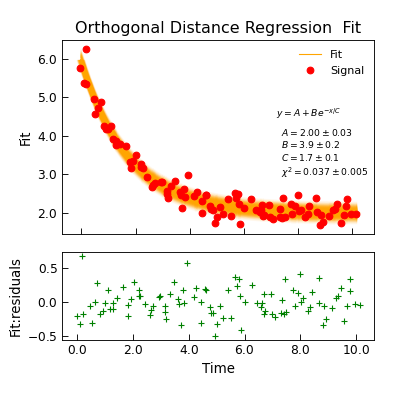 Orthogonal Distance Regression  Fit
Fit
Signal
y = A + Be^{-x/C}
A = 2.00 ± 0.03
B = 3.9 ± 0.2
C = 1.7 ± 0.1
χ² = 0.037 ± 0.005
6.0
5.0
4.0
3.0
2.0
Fit
0.5
0.0
−0.5
Fit:residuals
0.0 2.0 4.0 6.0 8.0 10.0
Time